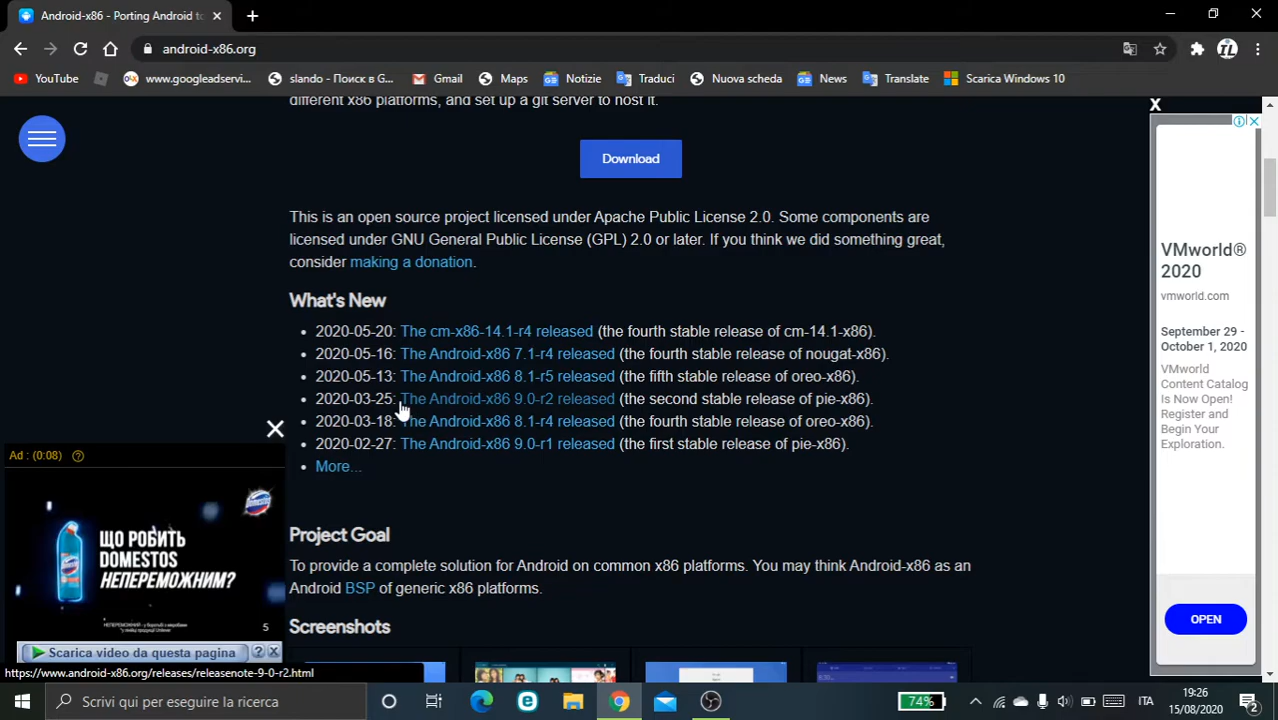 Android-x86 - Porting Android to
android-x86.org
YouTube
www.googleadservi...
slando - Поиск в G...
Gmail
Maps
Notizie
Traduci
Nuova scheda
News
Translate
Scarica Windows 10
different x86 platforms, and set up a git server to host it.
Download
This is an open source project licensed under Apache Public License 2.0. Some components are
licensed under GNU General Public License (GPL) 2.0 or later. If you think we did something great,
consider making a donation.
What's New
2020-05-20: The cm-x86-14.1-r4 released (the fourth stable release of cm-14.1-x86).
2020-05-16: The Android-x86 7.1-r4 released (the fourth stable release of nougat-x86).
2020-05-13: The Android-x86 8.1-r5 released (the fifth stable release of oreo-x86).
2020-03-25: The Android-x86 9.0-r2 released (the second stable release of pie-x86).
2020-03-18: The Android-x86 8.1-r4 released (the fourth stable release of oreo-x86).
2020-02-27: The Android-x86 9.0-r1 released (the first stable release of pie-x86).
More...
Project Goal
To provide a complete solution for Android on common x86 platforms. You may think Android-x86 as an
Android BSP of generic x86 platforms.
Screenshots
X
VMworld®
2020
vmworld.com
September 29 -
October 1, 2020
VMworld
Content Catalog
Is Now Open!
Register and
Begin Your
Exploration.
OPEN
Ad : (0:08)
ЩО РОБИТЬ
DOMESTOS
НЕПЕРЕМОЖНИМ?
5
Scarica video da questa pagina
https://www.android-x86.org/releases/releasenote-9-0-r2.html
Scrivi qui per eseguire la ricerca
74%
ITA
19:26
15/08/2020
2